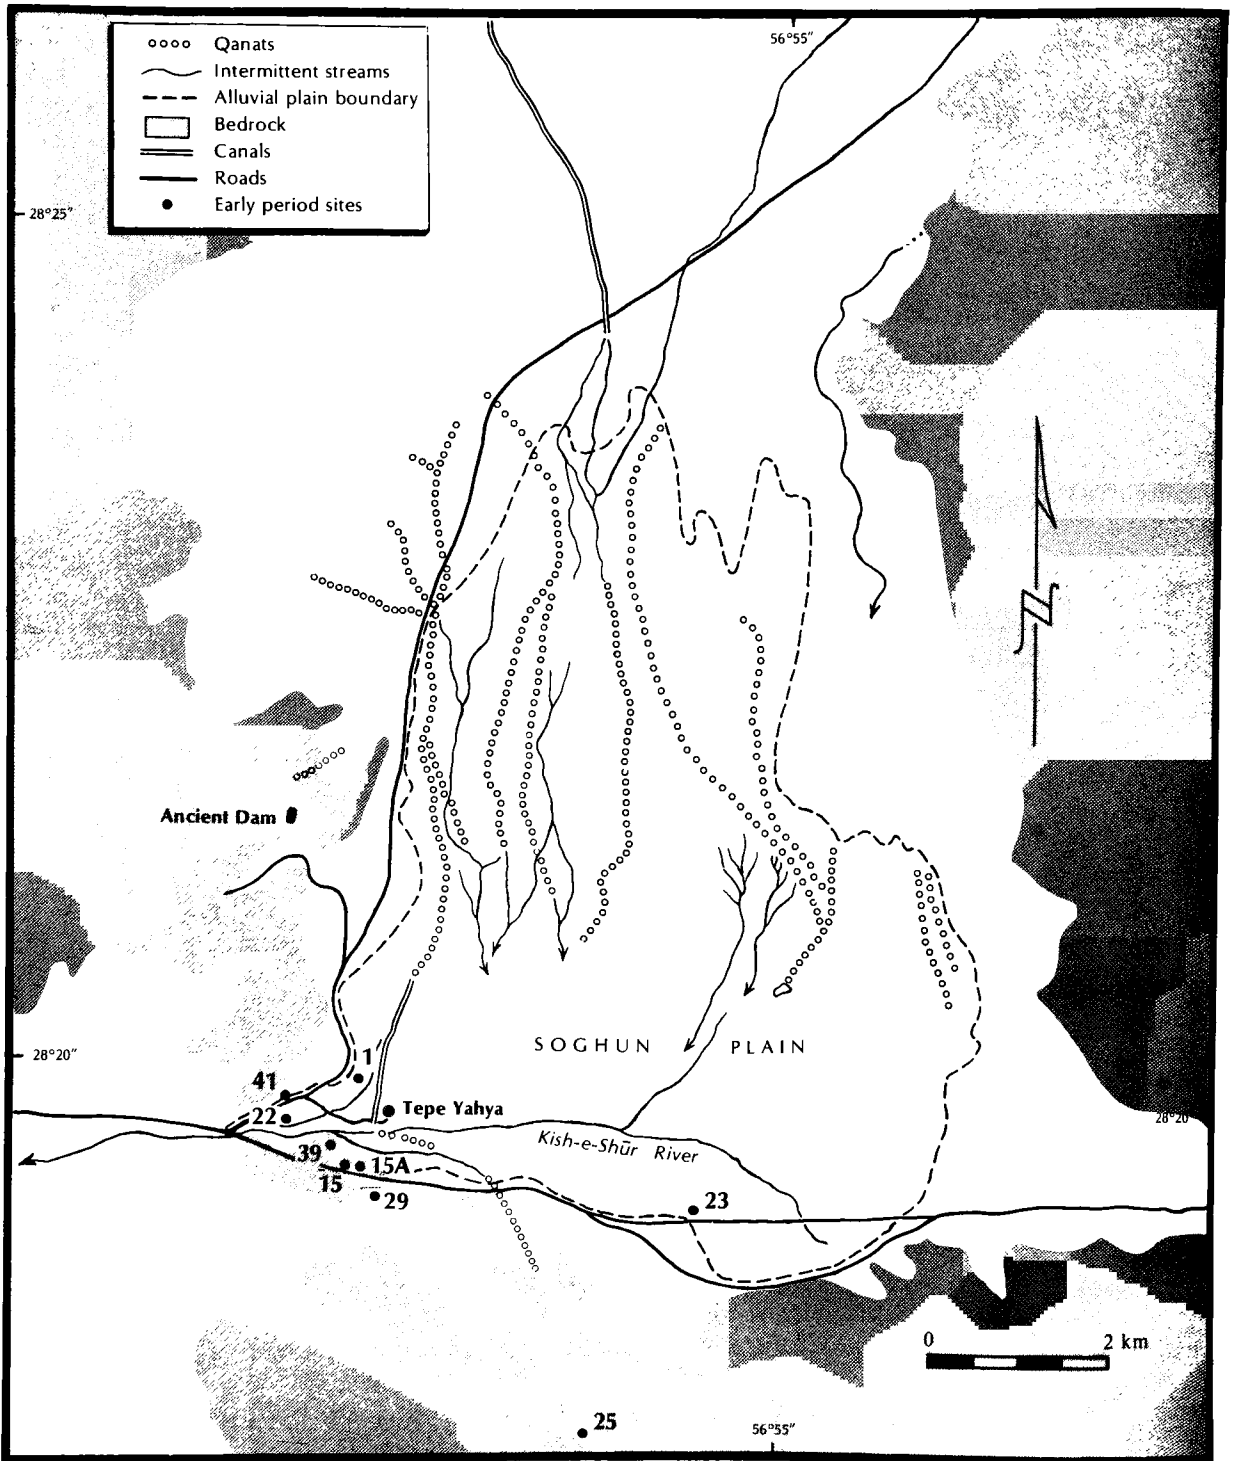 56°55"
Qanats
Intermittent streams
Alluvial plain boundary
Bedrock
Canals
Roads
Early period sites
28°25"
Ancient Dam
SOGHUN PLAIN
28°20"
1
41
Tepe Yahya
22
28°20"
Kish-e-Shūr River
39
15A
15
29
23
0 2 km
25
56°55"
N